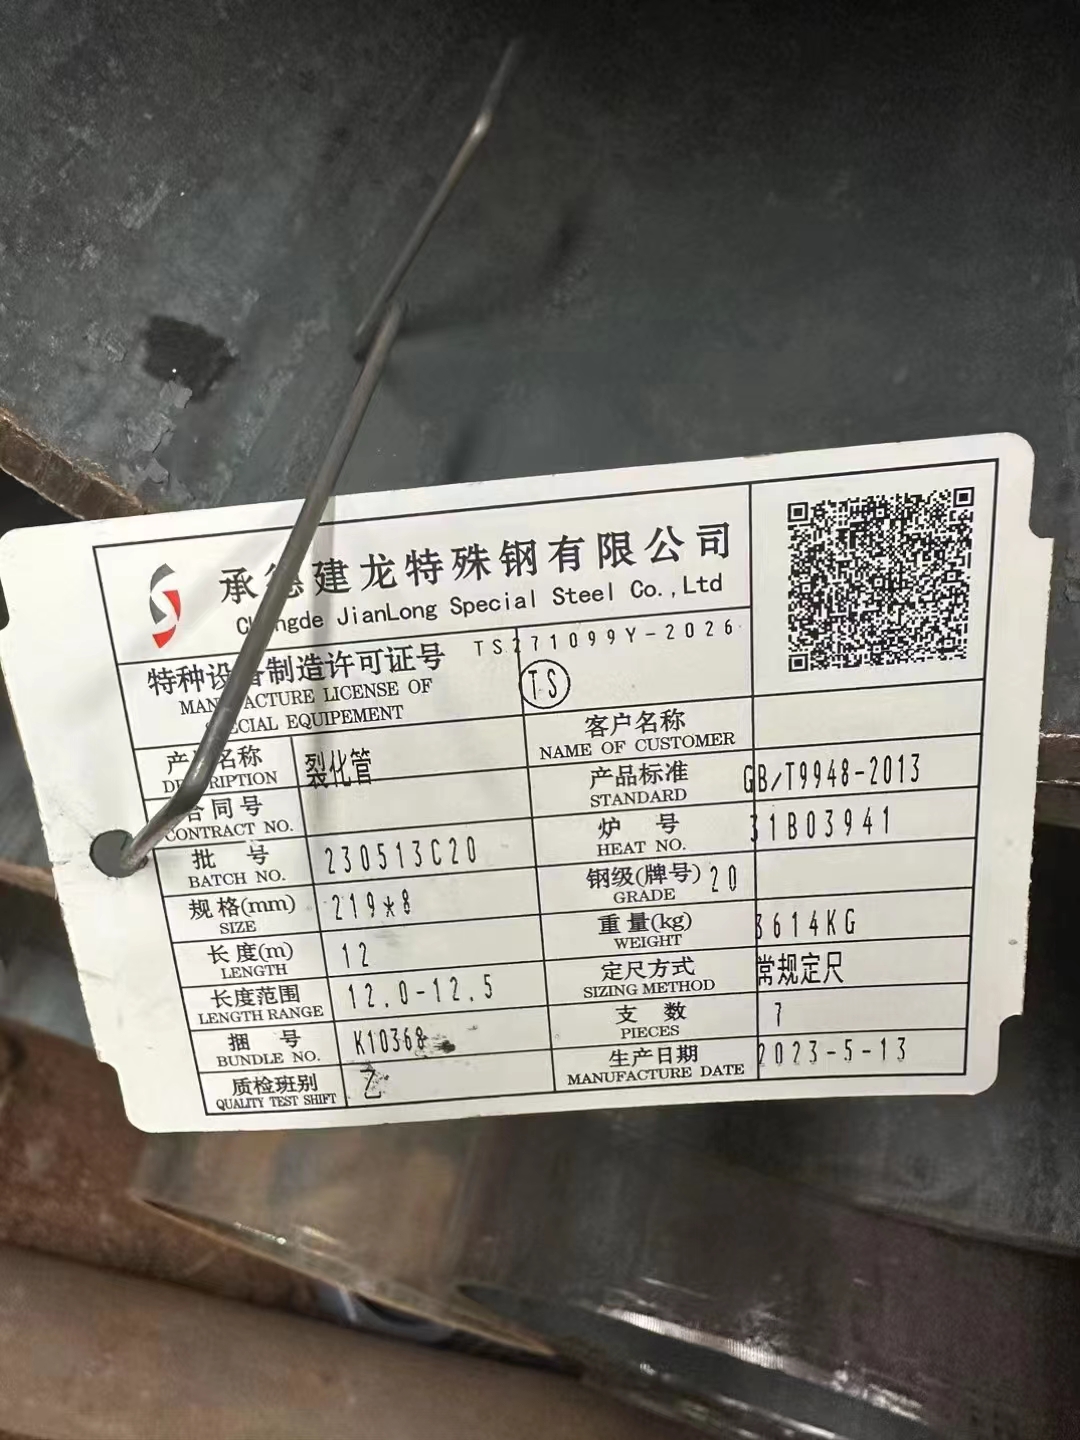 承德建龙特殊钢有限公司
Chengde JianLong Special Steel Co.,Ltd
特种设备制造许可证号 TS271099Y-2026
MANUFACTURE LICENSE OF
SPECIAL EQUIPEMENT
TS
客户名称
NAME OF CUSTOMER
产品名称 裂化管
DESCRIPTION
产品标准 GB/T9948-2013
STANDARD
合同号
CONTRACT NO.
炉 号 31B03941
HEAT NO.
批 号 230513C20
BATCH NO.
钢级(牌号) 20
GRADE
规格(mm) 219*8
SIZE
重量(kg) 3614KG
WEIGHT
长度(m) 12
LENGTH
定尺方式 常规定尺
SIZING METHOD
长度范围 12.0-12.5
LENGTH RANGE
支 数 7
PIECES
捆 号 K10368
BUNDLE NO.
生产日期 2023-5-13
MANUFACTURE DATE
质检班别 乙
QUALITY TEST SHIFT